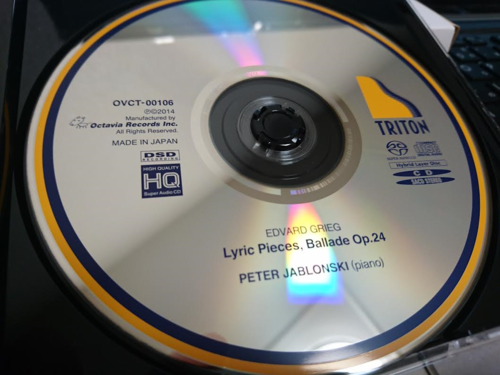 OVCT-00106
℗©2014
Manufactured by
Octavia Records Inc.
All Rights Reserved.
MADE IN JAPAN
DSD
RECORDING
HIGH QUALITY
HQ
Super Audio CD
TRITON
Hybrid Layer Disc
CD
EDVARD GRIEG
Lyric Pieces, Ballade Op.24
PETER JABLONSKI (piano)